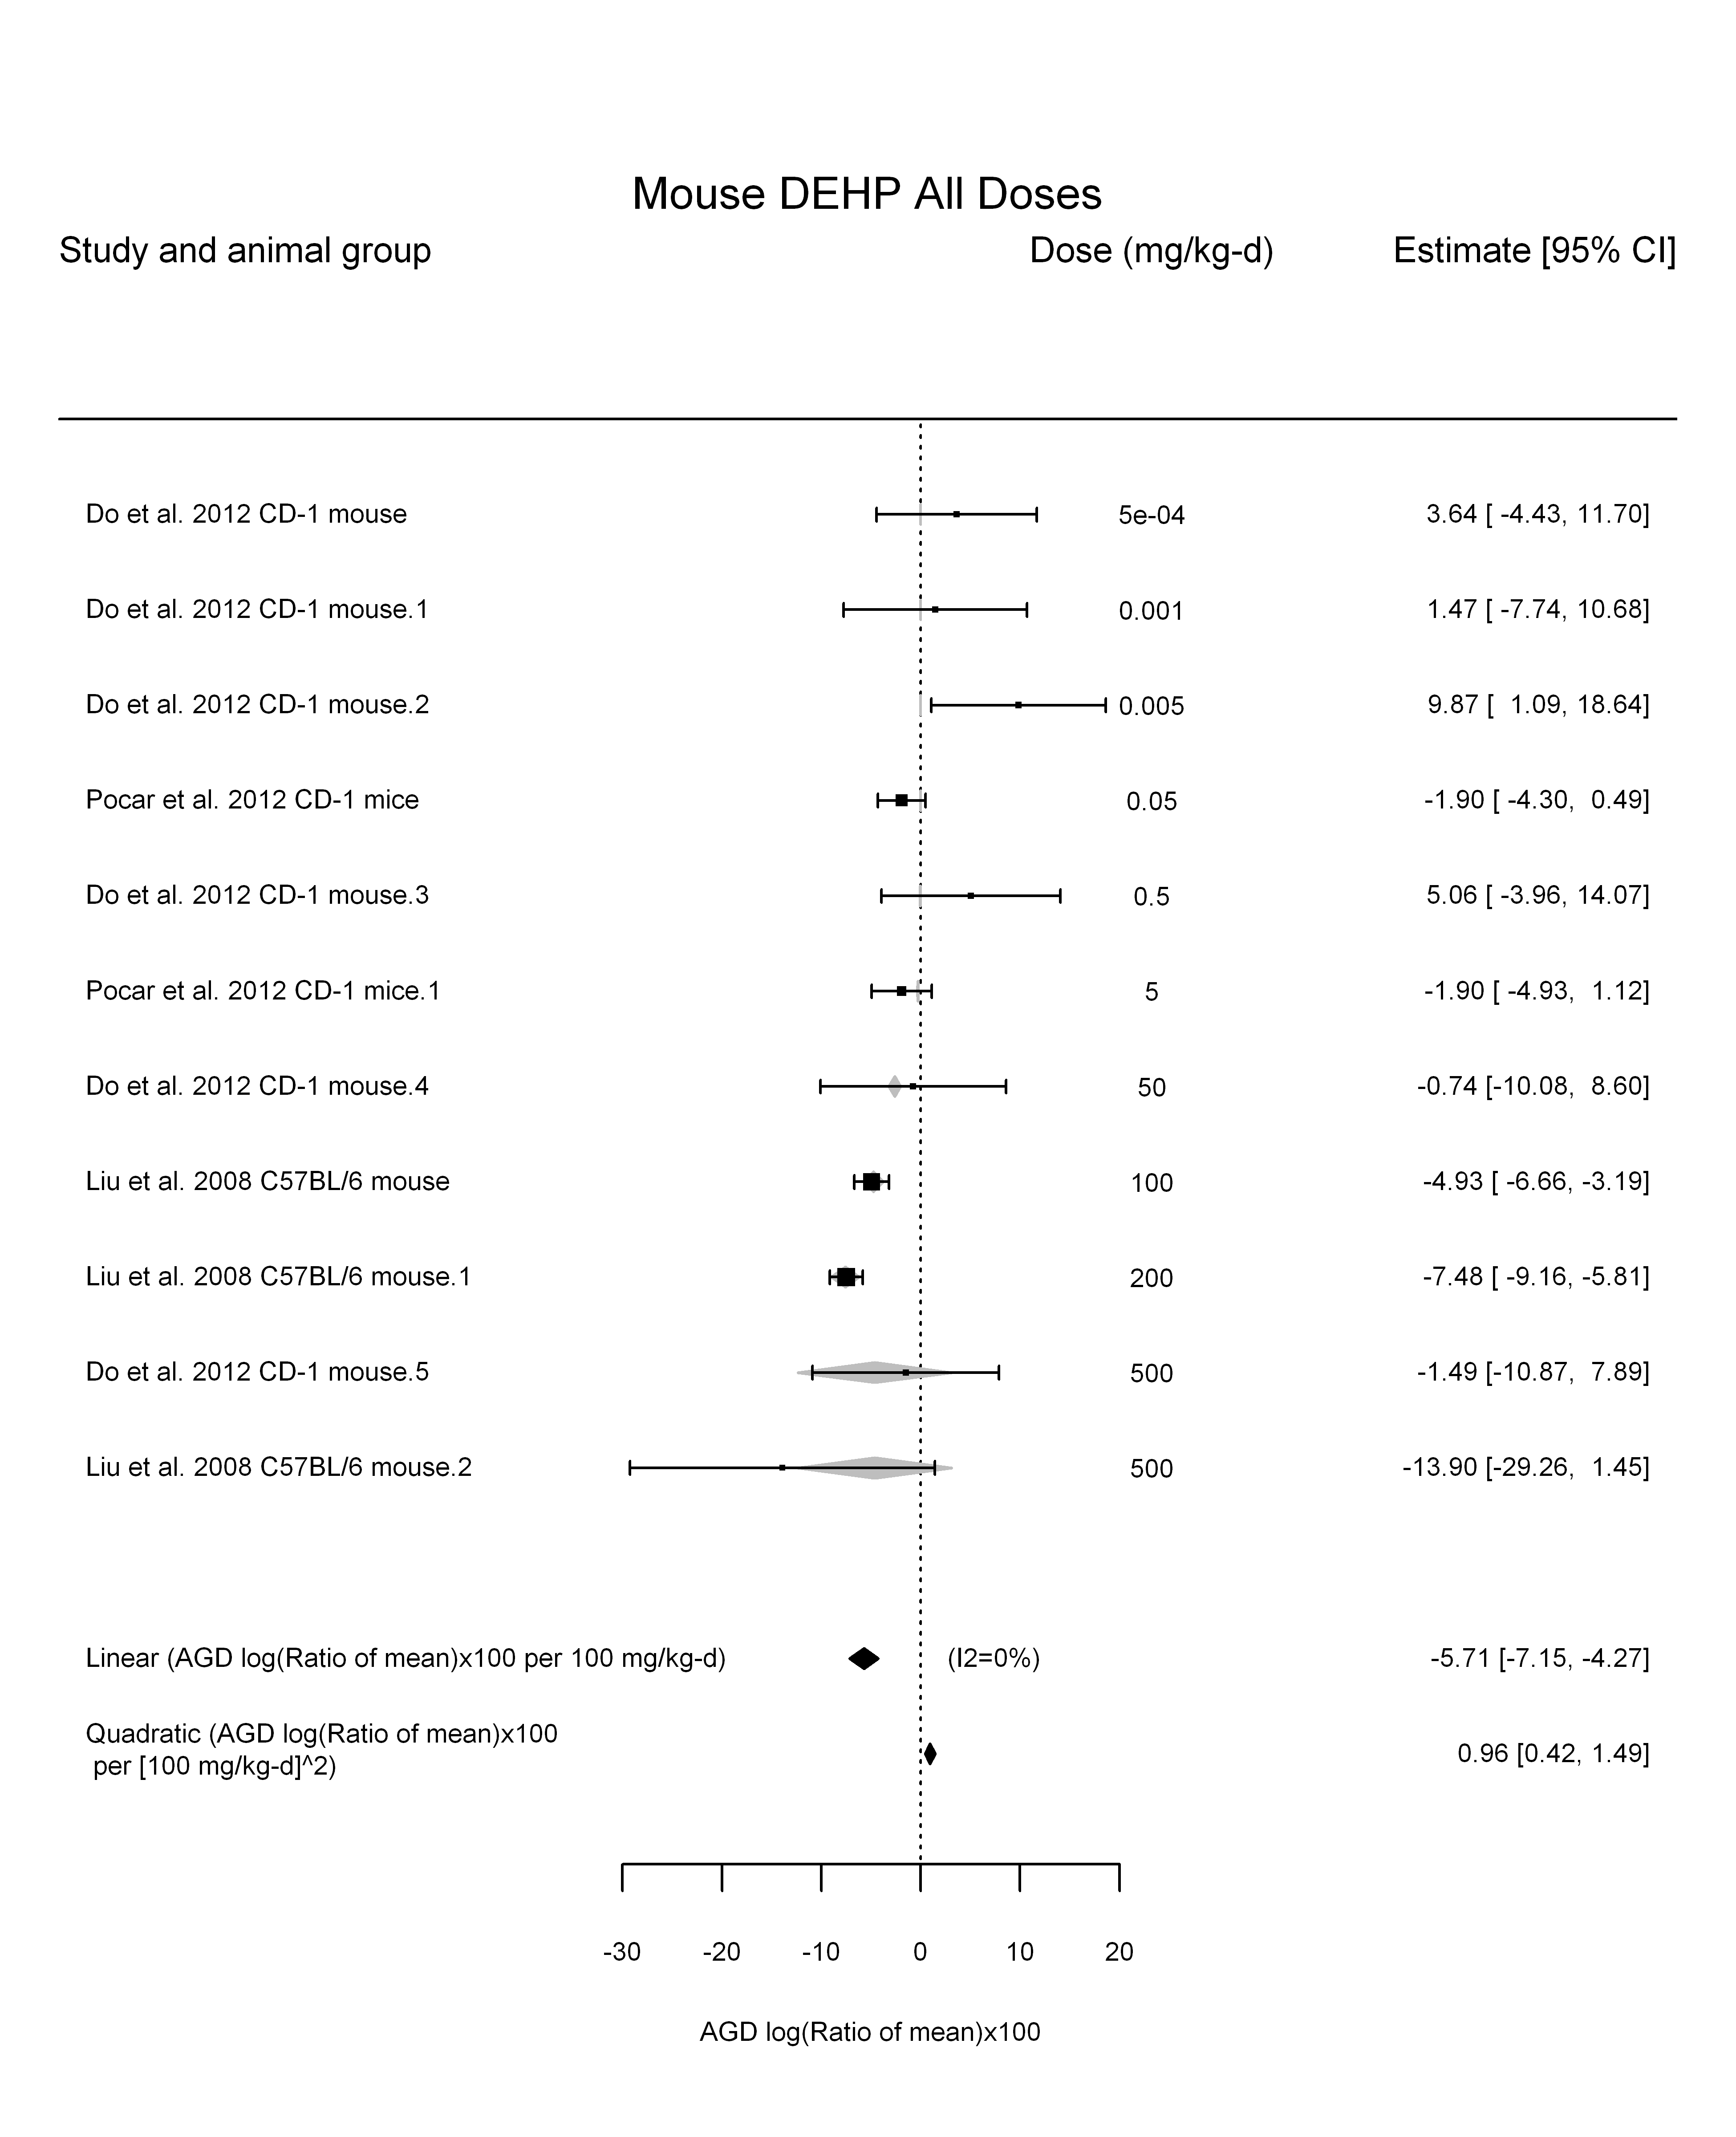 Mouse DEHP All Doses
Study and animal group Dose (mg/kg-d) Estimate [95% CI]
Do et al. 2012 CD-1 mouse 5e-04 3.64 [ -4.43, 11.70]
Do et al. 2012 CD-1 mouse.1 0.001 1.47 [ -7.74, 10.68]
Do et al. 2012 CD-1 mouse.2 0.005 9.87 [ 1.09, 18.64]
Pocar et al. 2012 CD-1 mice 0.05 -1.90 [ -4.30, 0.49]
Do et al. 2012 CD-1 mouse.3 0.5 5.06 [ -3.96, 14.07]
Pocar et al. 2012 CD-1 mice.1 5 -1.90 [ -4.93, 1.12]
Do et al. 2012 CD-1 mouse.4 50 -0.74 [-10.08, 8.60]
Liu et al. 2008 C57BL/6 mouse 100 -4.93 [ -6.66, -3.19]
Liu et al. 2008 C57BL/6 mouse.1 200 -7.48 [ -9.16, -5.81]
Do et al. 2012 CD-1 mouse.5 500 -1.49 [-10.87, 7.89]
Liu et al. 2008 C57BL/6 mouse.2 500 -13.90 [-29.26, 1.45]
Linear (AGD log(Ratio of mean)x100 per 100 mg/kg-d) (I2=0%) -5.71 [-7.15, -4.27]
Quadratic (AGD log(Ratio of mean)x100
per [100 mg/kg-d]^2) 0.96 [0.42, 1.49]
-30 -20 -10 0 10 20
AGD log(Ratio of mean)x100